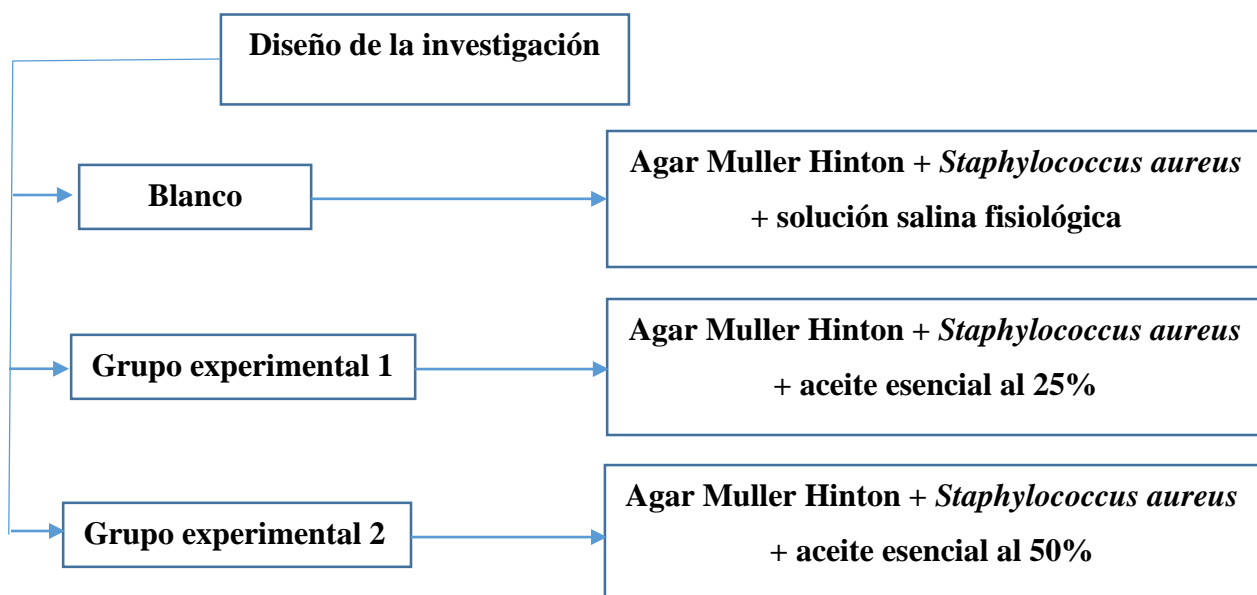 Diseño de la investigación
Blanco
Agar Muller Hinton + Staphylococcus aureus
+ solución salina fisiológica
Grupo experimental 1
Agar Muller Hinton + Staphylococcus aureus
+ aceite esencial al 25%
Grupo experimental 2
Agar Muller Hinton + Staphylococcus aureus
+ aceite esencial al 50%